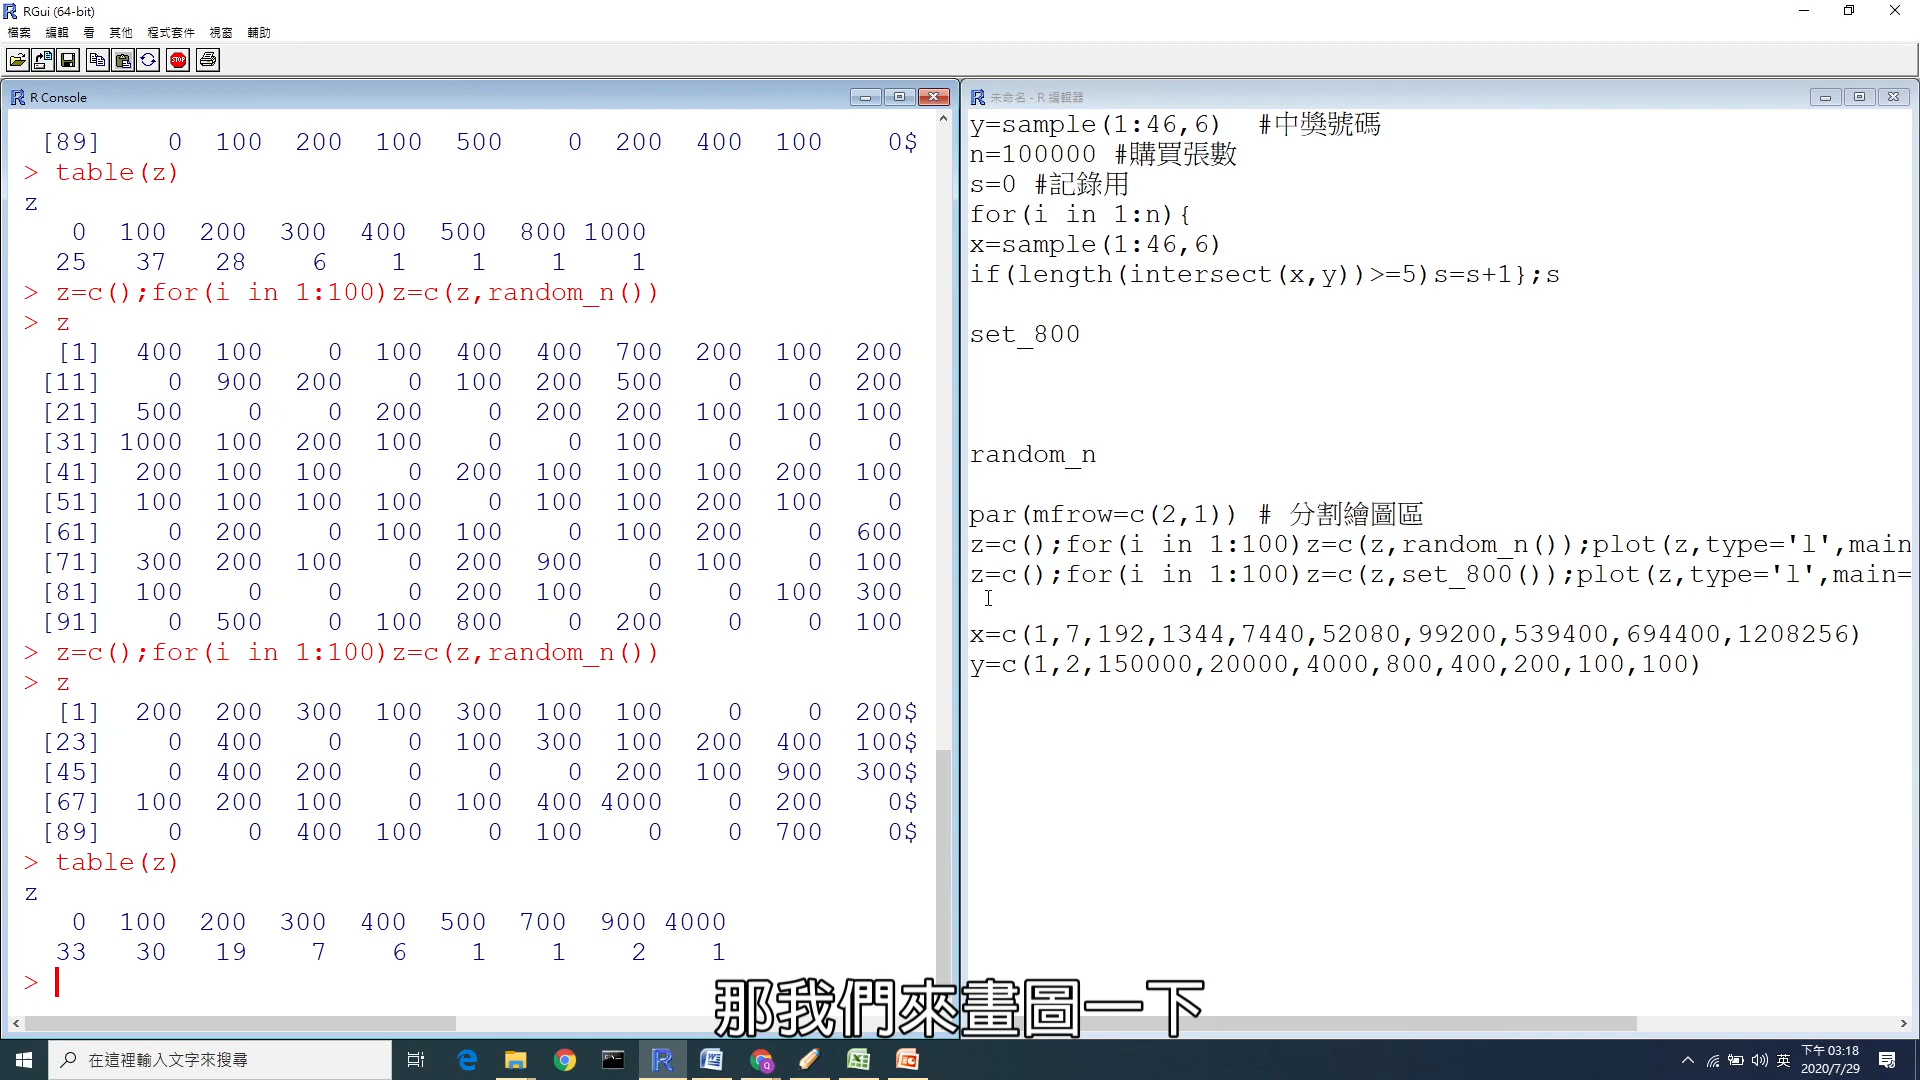 RGui (64-bit)
檔案 編輯 看 其他 程式套件 視窗 輔助
R Console
[89] 0 100 200 100 500 0 200 400 100 0$
> table(z)
z
0 100 200 300 400 500 800 1000
25 37 28 6 1 1 1 1
> z=c();for(i in 1:100)z=c(z,random_n())
> z
[1] 400 100 0 100 400 400 700 200 100 200
[11] 0 900 200 0 100 200 500 0 0 200
[21] 500 0 0 200 0 200 200 100 100 100
[31] 1000 100 200 100 0 0 100 0 0 0
[41] 200 100 100 0 200 100 100 100 200 100
[51] 100 100 100 100 0 100 100 200 100 0
[61] 0 200 0 100 100 0 100 200 0 600
[71] 300 200 100 0 200 900 0 100 0 100
[81] 100 0 0 0 200 100 0 0 100 300
[91] 0 500 0 100 800 0 200 0 0 100
> z=c();for(i in 1:100)z=c(z,random_n())
> z
[1] 200 200 300 100 300 100 100 0 0 200$
[23] 0 400 0 0 100 300 100 200 400 100$
[45] 0 400 200 0 0 0 200 100 900 300$
[67] 100 200 100 0 100 400 4000 0 200 0$
[89] 0 0 400 100 0 100 0 0 700 0$
> table(z)
z
0 100 200 300 400 500 700 900 4000
33 30 19 7 6 1 1 2 1
>
未命名 - R 編輯器
y=sample(1:46,6) #中獎號碼
n=100000 #購買張數
s=0 #記錄用
for(i in 1:n){
x=sample(1:46,6)
if(length(intersect(x,y))>=5)s=s+1};s
set_800
random_n
par(mfrow=c(2,1)) # 分割繪圖區
z=c();for(i in 1:100)z=c(z,random_n());plot(z,type='l',main
z=c();for(i in 1:100)z=c(z,set_800());plot(z,type='l',main=
x=c(1,7,192,1344,7440,52080,99200,539400,694400,1208256)
y=c(1,2,150000,20000,4000,800,400,200,100,100)
那我們來畫圖一下
在這裡輸入文字來搜尋
英
下午 03:18
2020/7/29